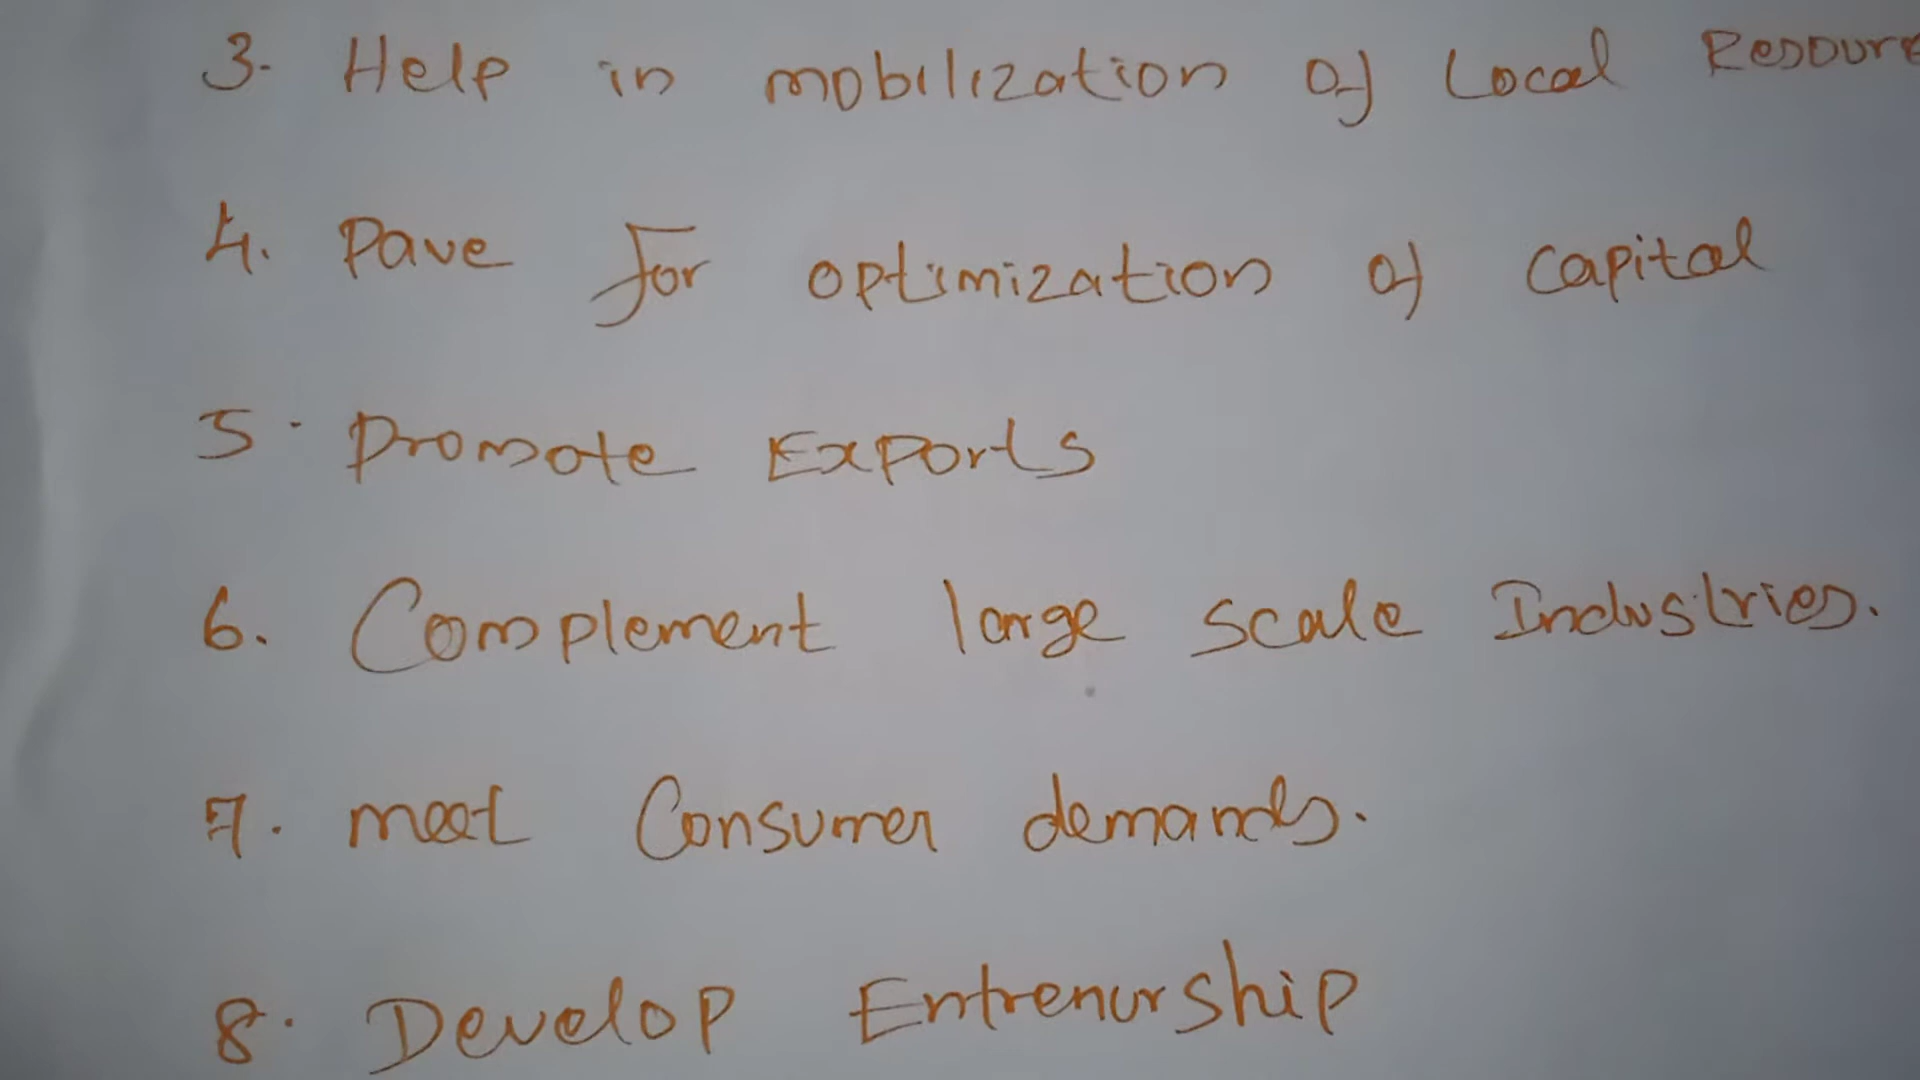 3. Help in mobilization of Local Resour
4. Pave for optimization of capital
5. Promote Exports
6. Complement large scale Industries.
7. meet Consumer demands.
8. Develop Entrenurship